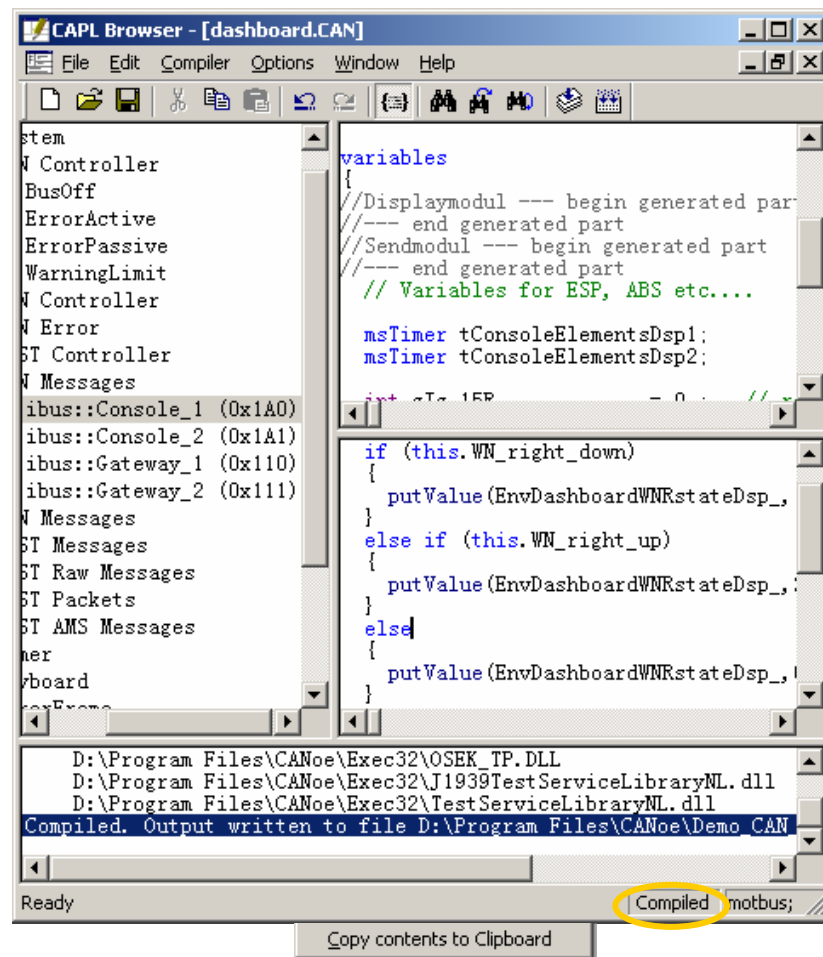 CAPL Browser - [dashboard.CAN]
File Edit Compiler Options Window Help
stem
N Controller
BusOff
ErrorActive
ErrorPassive
WarningLimit
N Controller
N Error
ST Controller
N Messages
ibus::Console_1 (0x1A0)
ibus::Console_2 (0x1A1)
ibus::Gateway_1 (0x110)
ibus::Gateway_2 (0x111)
N Messages
ST Messages
ST Raw Messages
ST Packets
ST AMS Messages
mer
yboard
variables
{
//Displaymodul --- begin generated par
//--- end generated part
//Sendmodul --- begin generated part
//--- end generated part
// Variables for ESP, ABS etc....
msTimer tConsoleElementsDsp1;
msTimer tConsoleElementsDsp2;
if (this.WN_right_down)
{
putValue(EnvDashboardWNRstateDsp_,
}
else if (this.WN_right_up)
{
putValue(EnvDashboardWNRstateDsp_,
}
else
{
putValue(EnvDashboardWNRstateDsp_,
}
D:\Program Files\CANoe\Exec32\OSEK_TP.DLL
D:\Program Files\CANoe\Exec32\J1939TestServiceLibraryNL.dll
D:\Program Files\CANoe\Exec32\TestServiceLibraryNL.dll
Compiled. Output written to file D:\Program Files\CANoe\Demo_CAN
Ready Compiled motbus;
Copy contents to Clipboard